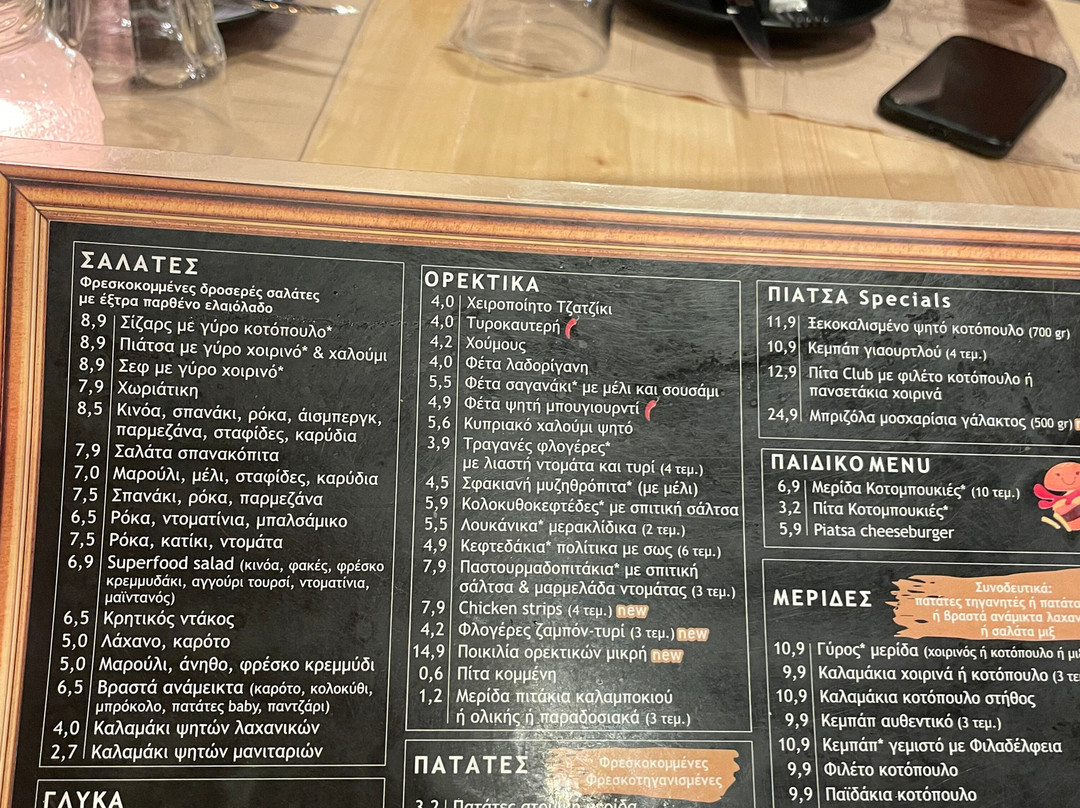 ΣΑΛΑΤΕΣ
Φρεσκοκομμένες δροσερές σαλάτες
με έξτρα παρθένο ελαιόλαδο
8,9 Σίζαρς με γύρο κοτόπουλο*
8,9 Πιάτσα με γύρο χοιρινό* & χαλούμι
8,9 Σεφ με γύρο χοιρινό*
7,9 Χωριάτικη
8,5 Κινόα, σπανάκι, ρόκα, άισμπεργκ,
παρμεζάνα, σταφίδες, καρύδια
7,9 Σαλάτα σπανακόπιτα
7,0 Μαρούλι, μέλι, σταφίδες, καρύδια
7,5 Σπανάκι, ρόκα, παρμεζάνα
6,5 Ρόκα, ντοματίνια, μπαλσάμικο
7,5 Ρόκα, κατίκι, ντομάτα
6,9 Superfood salad (κινόα, φακές, φρέσκο
κρεμμυδάκι, αγγούρι τουρσί, ντοματίνια,
μαϊντανός)
6,5 Κρητικός ντάκος
5,0 Λάχανο, καρότο
5,0 Μαρούλι, άνηθο, φρέσκο κρεμμύδι
6,5 Βραστά ανάμεικτα (καρότο, κολοκύθι,
μπρόκολο, πατάτες baby, παντζάρι)
4,0 Καλαμάκι ψητών λαχανικών
2,7 Καλαμάκι ψητών μανιταριών
ΓΛΥΚΑ
ΟΡΕΚΤΙΚΑ
4,0 Χειροποίητο Τζατζίκι
4,0 Τυροκαυτερή
4,2 Χούμους
4,0 Φέτα λαδορίγανη
5,5 Φέτα σαγανάκι* με μέλι και σουσάμι
4,9 Φέτα ψητή μπουγιουρντί
5,6 Κυπριακό χαλούμι ψητό
3,9 Τραγανές φλογέρες*
με λιαστή ντομάτα και τυρί (4 τεμ.)
4,5 Σφακιανή μυζηθρόπιτα* (με μέλι)
5,9 Κολοκυθοκεφτέδες* με σπιτική σάλτσα
5,5 Λουκάνικα* μερακλίδικα (2 τεμ.)
4,9 Κεφτεδάκια* πολίτικα με σως (6 τεμ.)
7,9 Παστουρμαδοπιτάκια* με σπιτική
σάλτσα & μαρμελάδα ντομάτας (3 τεμ.)
7,9 Chicken strips (4 τεμ.) new
4,2 Φλογέρες ζαμπόν-τυρί (3 τεμ.) new
14,9 Ποικιλία ορεκτικών μικρή new
0,6 Πίτα κομμένη
1,2 Μερίδα πιτάκια καλαμποκιού
ή ολικής ή παραδοσιακά (3 τεμ.)
ΠΑΤΑΤΕΣ
Φρεσκοκομμένες
Φρεσκοτηγανισμένες
3,2 Πατάτες
ΠΙΑΤΣΑ Specials
11,9 Ξεκοκαλισμένο ψητό κοτόπουλο (700 gr)
10,9 Κεμπάπ γιαουρτλού (4 τεμ.)
12,9 Πίτα Club με φιλέτο κοτόπουλο ή
πανσετάκια χοιρινά
24,9 Μπριζόλα μοσχαρίσια γάλακτος (500 gr)
ΠΑΙΔΙΚΟ MENU
6,9 Μερίδα Κοτομπουκιές* (10 τεμ.)
3,2 Πίτα Κοτομπουκιές*
5,9 Piatsa cheeseburger
ΜΕΡΙΔΕΣ
Συνοδευτικά:
πατάτες τηγανητές ή πατάτα
ή βραστά ανάμικτα λαχαν
ή σαλάτα μιξ
10,9 Γύρος* μερίδα (χοιρινός ή κοτόπουλο ή μι
9,9 Καλαμάκια χοιρινά ή κοτόπουλο (3 τε
10,9 Καλαμάκια κοτόπουλο στήθος
9,9 Κεμπάπ αυθεντικό (3 τεμ.)
10,9 Κεμπάπ* γεμιστό με Φιλαδέλφεια
9,9 Φιλέτο κοτόπουλο
9,9 Παϊδάκια κοτόπουλο